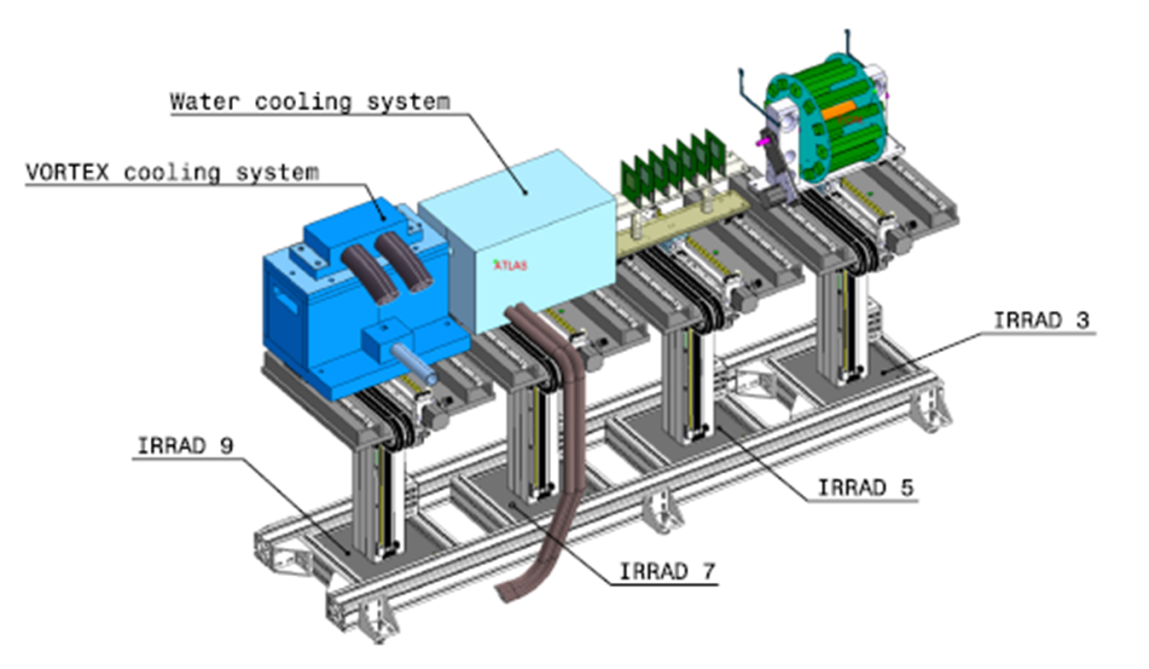 Water cooling system
VORTEX cooling system
ATLAS
IRRAD 3
IRRAD 9
IRRAD 5
IRRAD 7